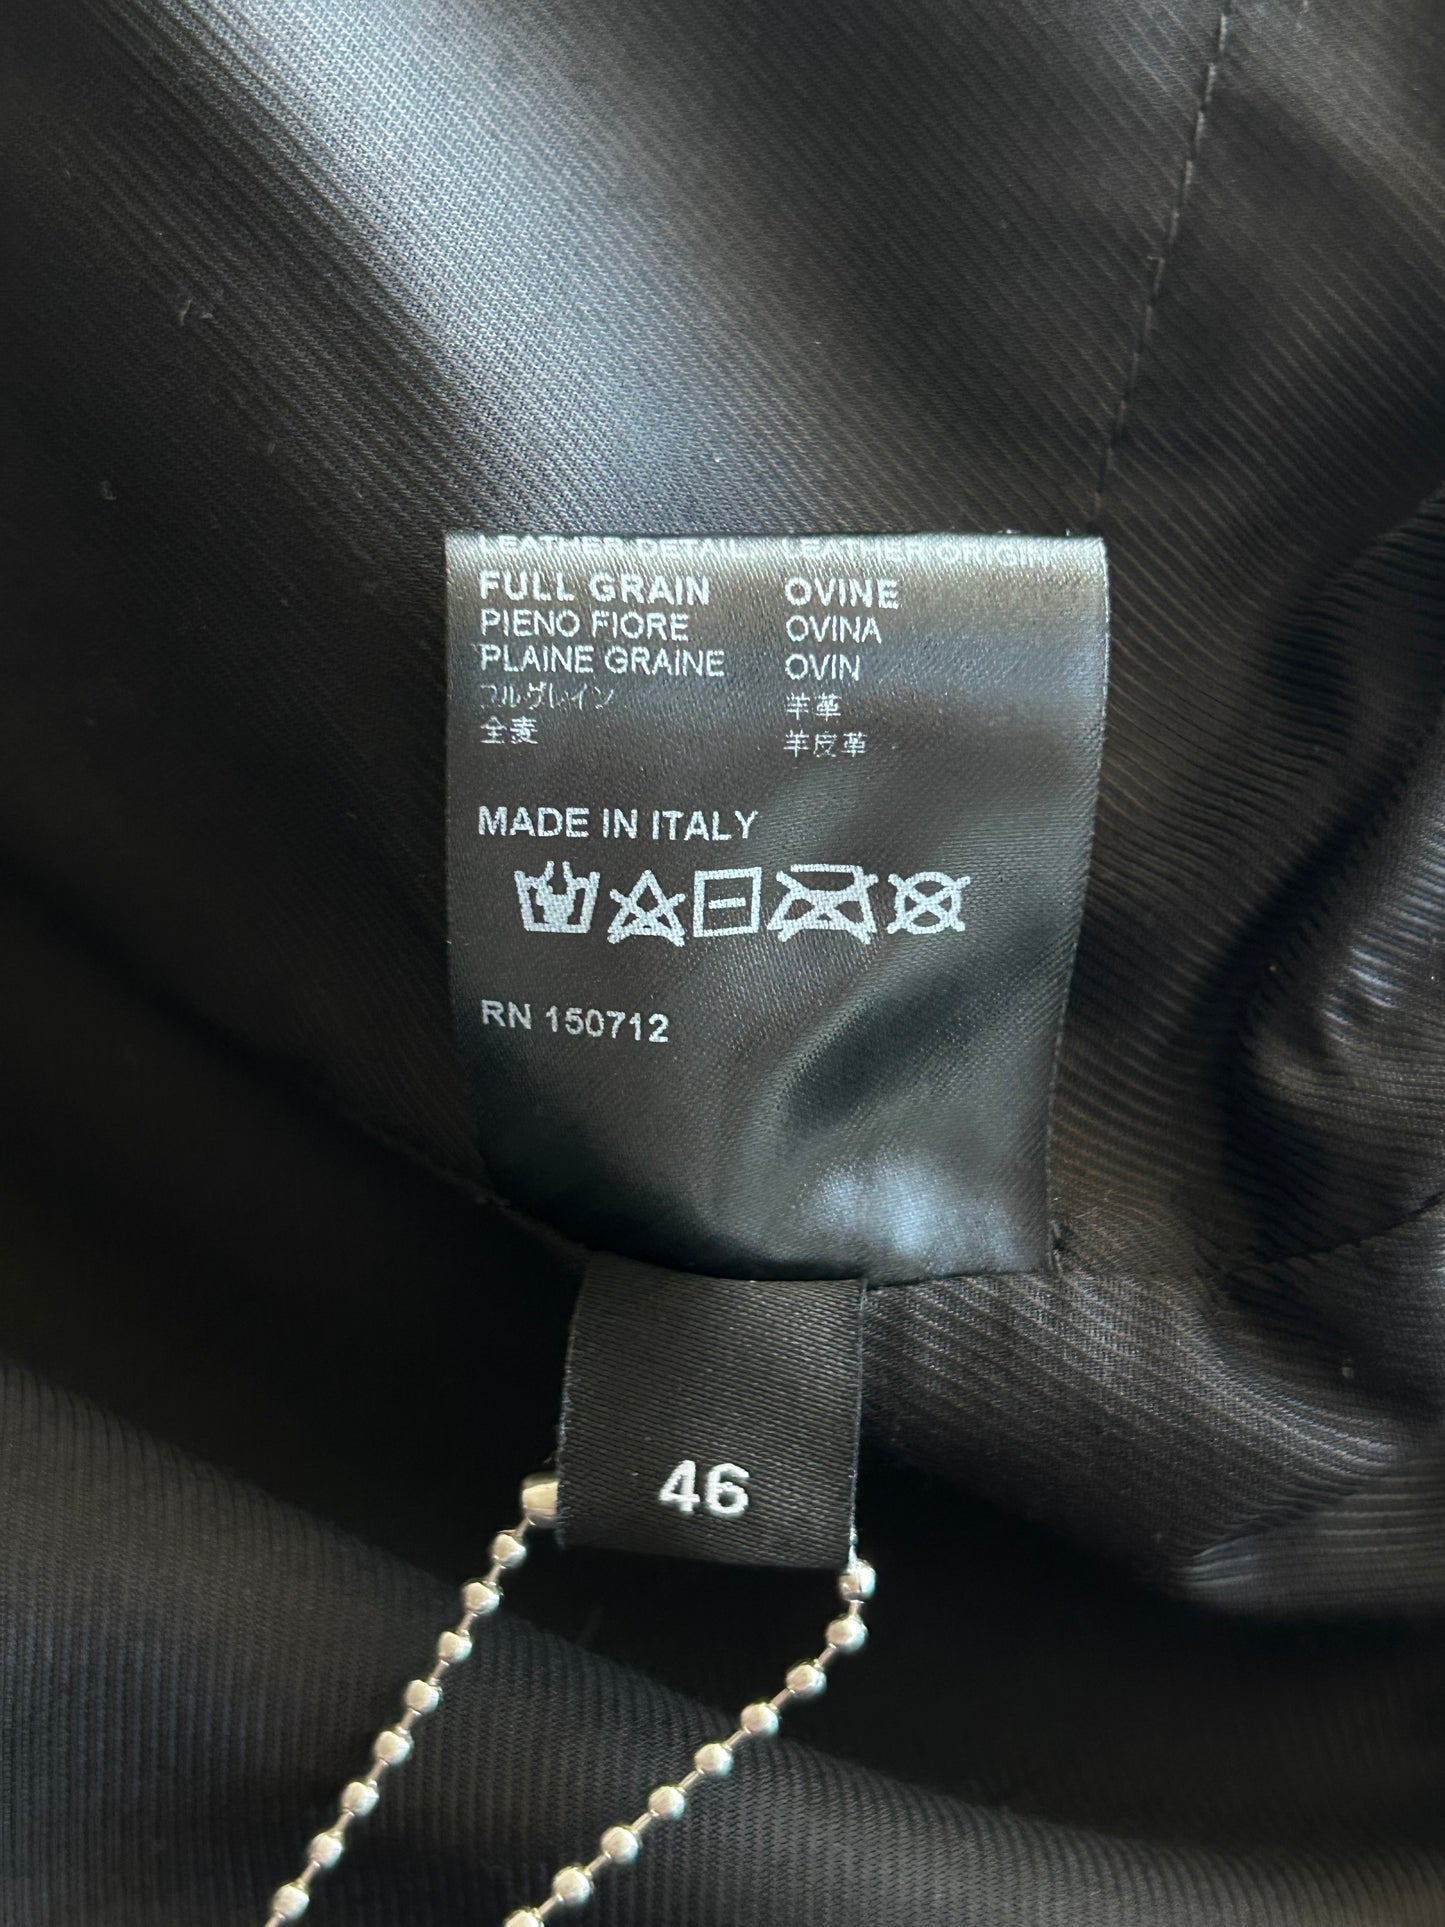 LEATHER DETAIL LEATHER ORIGIN
FULL GRAIN OVINE
PIENO FIORE OVINA
PLAINE GRAINE OVIN
フルグレイン 羊革
全麦 羊皮革
MADE IN ITALY
RN 150712
46